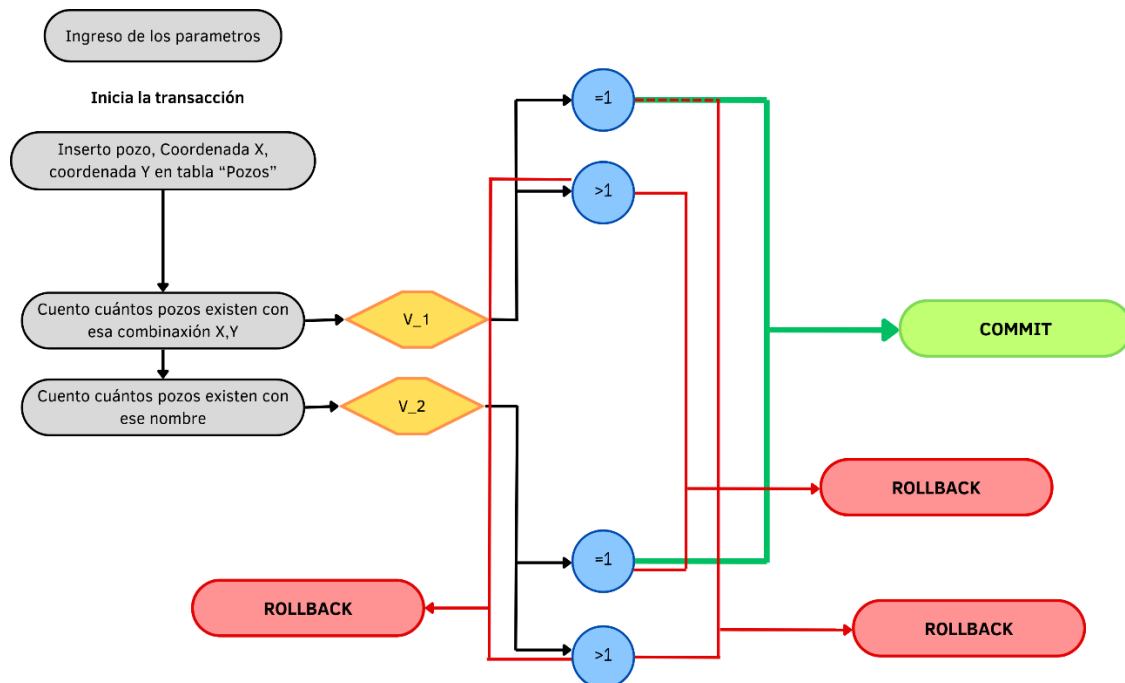 Ingreso de los parametros
Inicia la transacción
Inserto pozo, Coordenada X,
coordenada Y en tabla “Pozos”
Cuento cuántos pozos existen con
esa combinaxión X,Y
Cuento cuántos pozos existen con
ese nombre
V_1
V_2
=1
>1
=1
>1
COMMIT
ROLLBACK
ROLLBACK
ROLLBACK